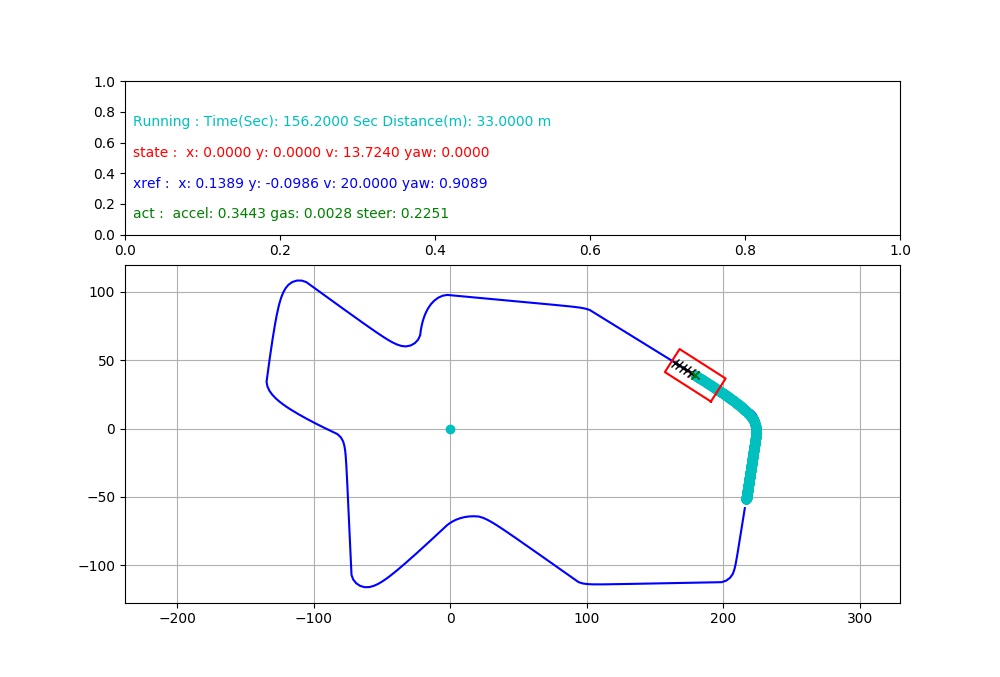 1.0
0.8
0.6
0.4
0.2
0.0
Running : Time(Sec): 156.2000 Sec Distance(m): 33.0000 m
state :  x: 0.0000 y: 0.0000 v: 13.7240 yaw: 0.0000
xref :  x: 0.1389 y: -0.0986 v: 20.0000 yaw: 0.9089
act :  accel: 0.3443 gas: 0.0028 steer: 0.2251
0.0 0.2 0.4 0.6 0.8 1.0
100
50
0
−50
−100
−200 −100 0 100 200 300